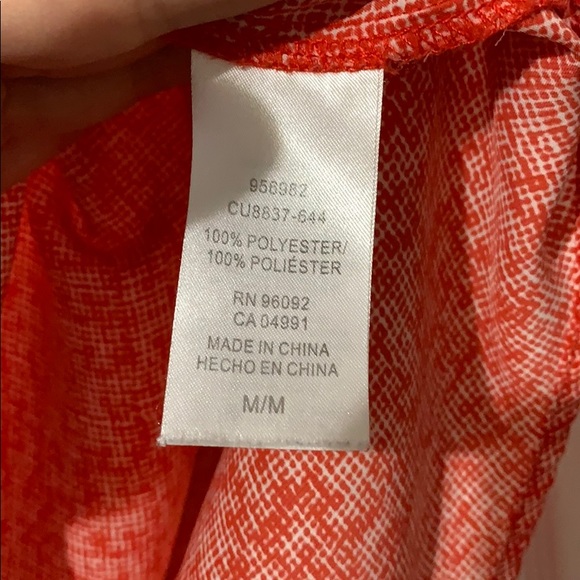 956982
CU8837-644
100% POLYESTER/
100% POLIÉSTER
RN 96092
CA 04991
MADE IN CHINA
HECHO EN CHINA
M/M